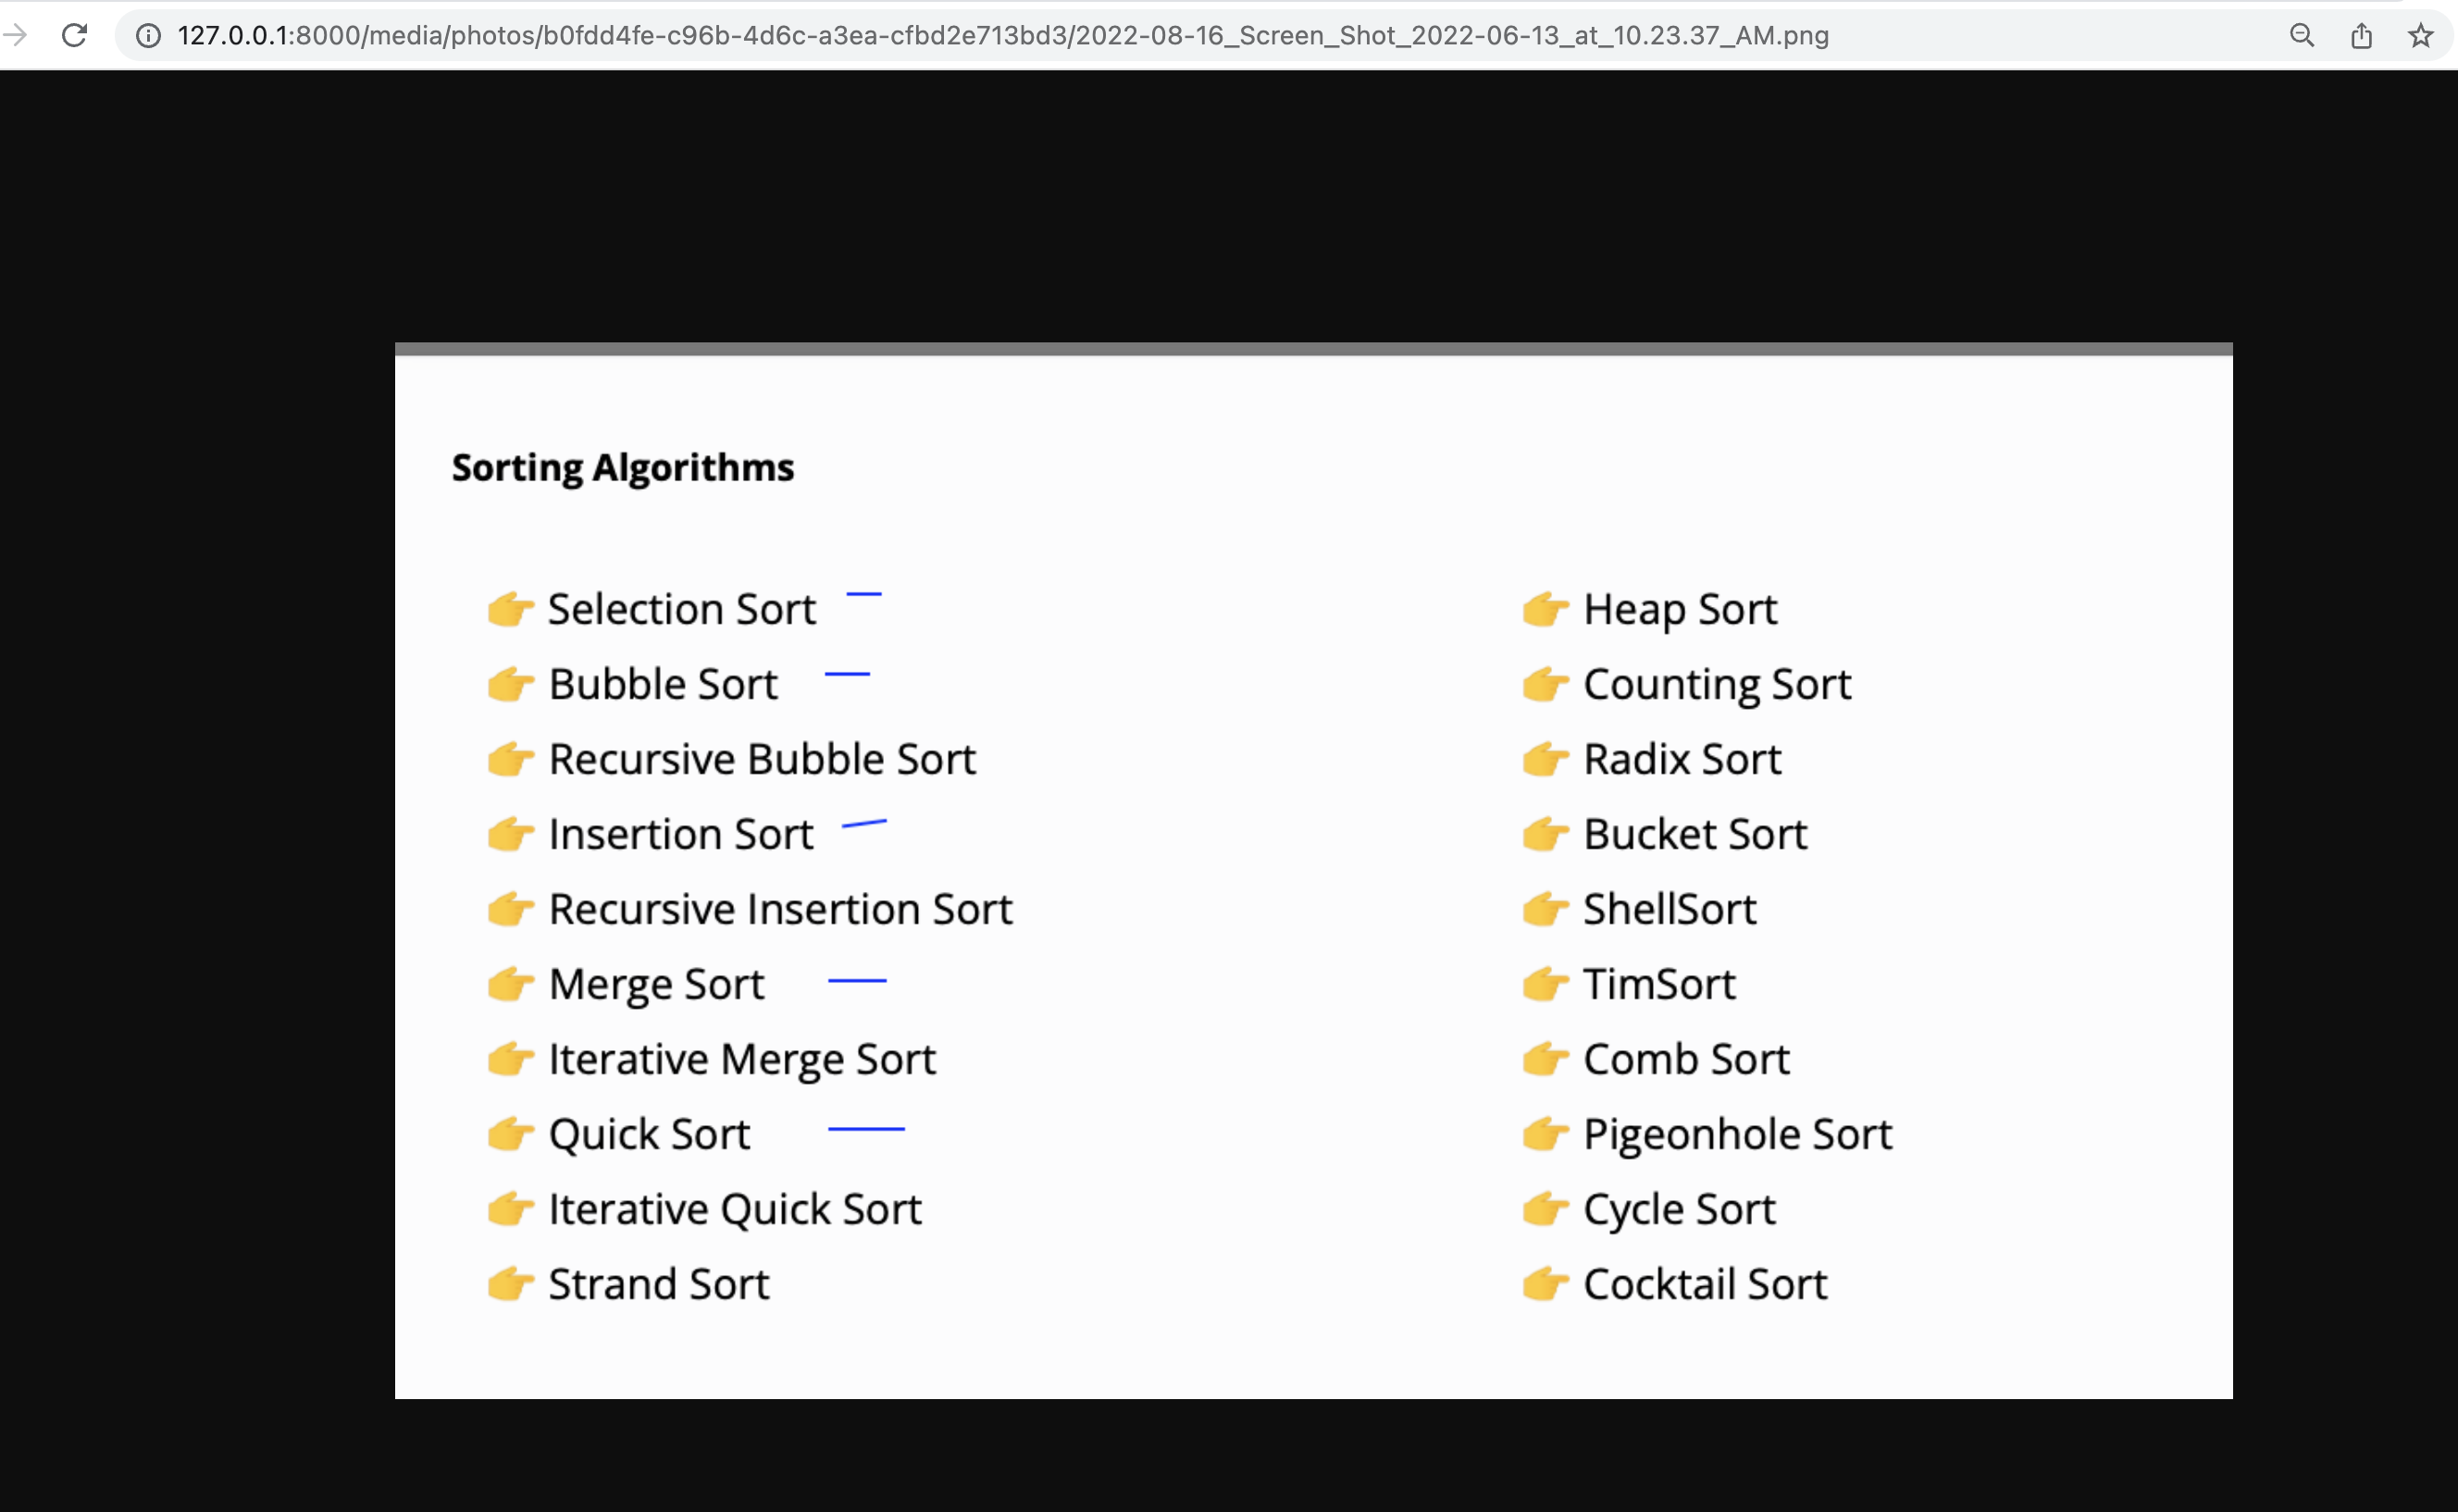 127.0.0.1:8000/media/photos/b0fdd4fe-c96b-4d6c-a3ea-cfbd2e713bd3/2022-08-16_Screen_Shot_2022-06-13_at_10.23.37_AM.png
Sorting Algorithms
👉 Selection Sort
👉 Bubble Sort
👉 Recursive Bubble Sort
👉 Insertion Sort
👉 Recursive Insertion Sort
👉 Merge Sort
👉 Iterative Merge Sort
👉 Quick Sort
👉 Iterative Quick Sort
👉 Strand Sort
👉 Heap Sort
👉 Counting Sort
👉 Radix Sort
👉 Bucket Sort
👉 ShellSort
👉 TimSort
👉 Comb Sort
👉 Pigeonhole Sort
👉 Cycle Sort
👉 Cocktail Sort